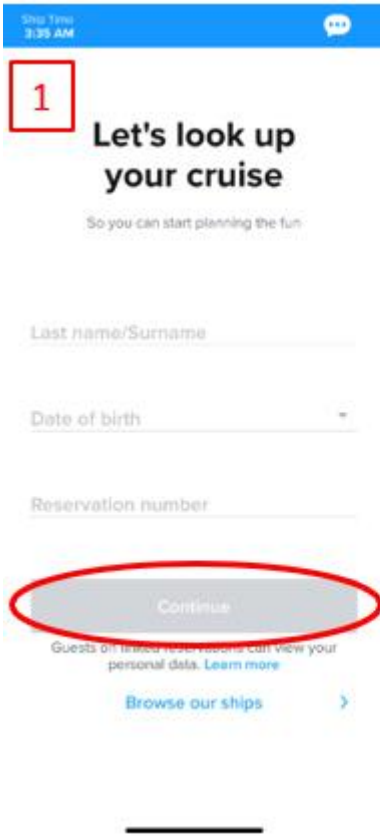 Ship Time
3:35 AM
1
Let's look up
your cruise
So you can start planning the fun
Last name/Surname
Date of birth
Reservation number
Continue
Guests on linked reservations can view your
personal data. Learn more
Browse our ships